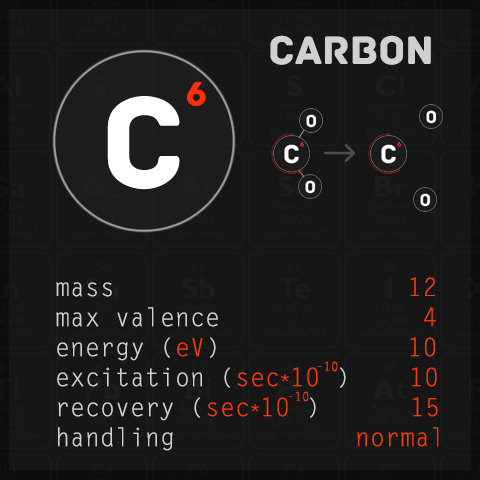 CARBON
C 6
O
C 6 → C 6
O
O
O
mass 12
max valence 4
energy (eV) 10
excitation (sec*10^-10) 10
recovery (sec*10^-10) 15
handling normal